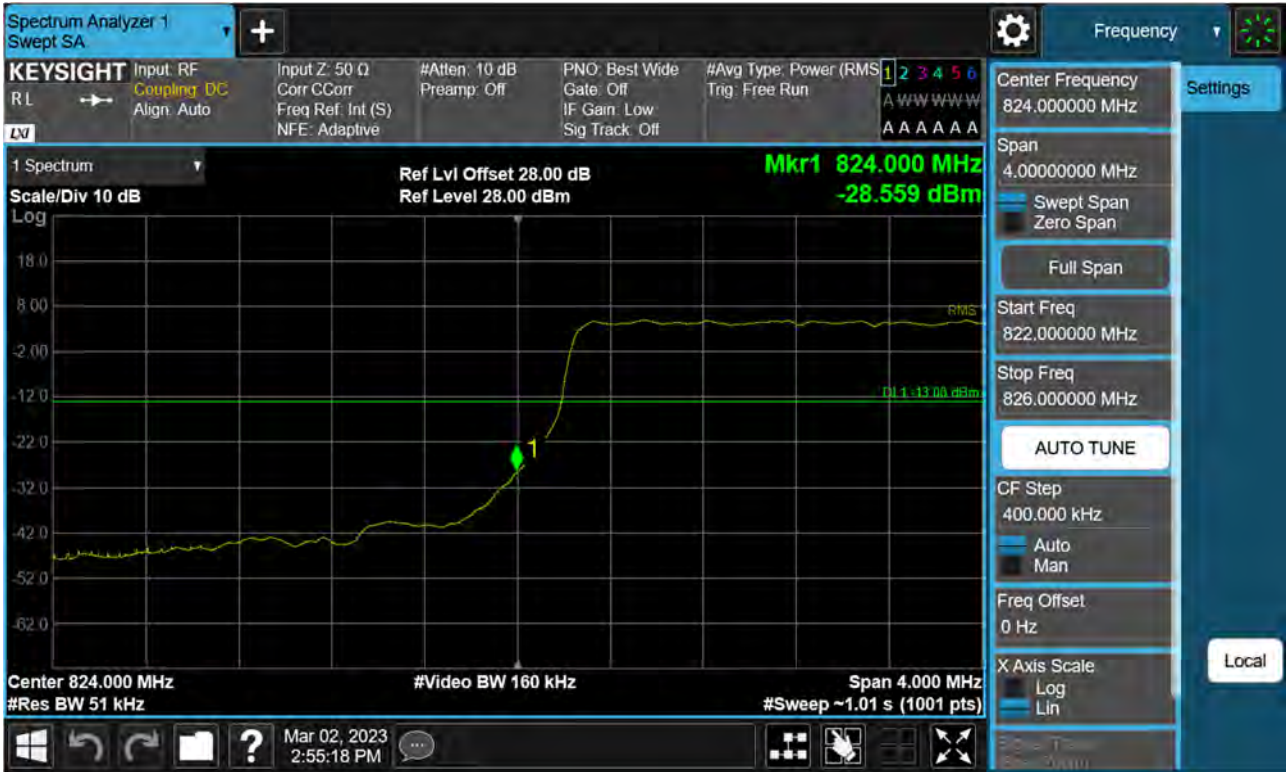 Spectrum Analyzer 1
Swept SA
+
Frequency
KEYSIGHT
RL
LXI
Input: RF
Coupling: DC
Align: Auto
Input Z: 50 Ω
Corr CCorr
Freq Ref: Int (S)
NFE: Adaptive
#Atten: 10 dB
Preamp: Off
PNO: Best Wide
Gate: Off
IF Gain: Low
Sig Track: Off
#Avg Type: Power (RMS
Trig: Free Run
1 2 3 4 5 6
A W W W W W
A A A A A A
1 Spectrum
Scale/Div 10 dB
Ref Lvl Offset 28.00 dB
Ref Level 28.00 dBm
Mkr1 824.000 MHz
-28.559 dBm
Log
18.0
8.00
-2.00
-12.0
-22.0
-32.0
-42.0
-52.0
-62.0
RMS
DL1 -13.00 dBm
1
Center 824.000 MHz
#Res BW 51 kHz
#Video BW 160 kHz
Span 4.000 MHz
#Sweep ~1.01 s (1001 pts)
Center Frequency
824.000000 MHz
Span
4.00000000 MHz
Swept Span
Zero Span
Full Span
Start Freq
822.000000 MHz
Stop Freq
826.000000 MHz
AUTO TUNE
CF Step
400.000 kHz
Auto
Man
Freq Offset
0 Hz
X Axis Scale
Log
Lin
Settings
Local
?
Mar 02, 2023
2:55:18 PM